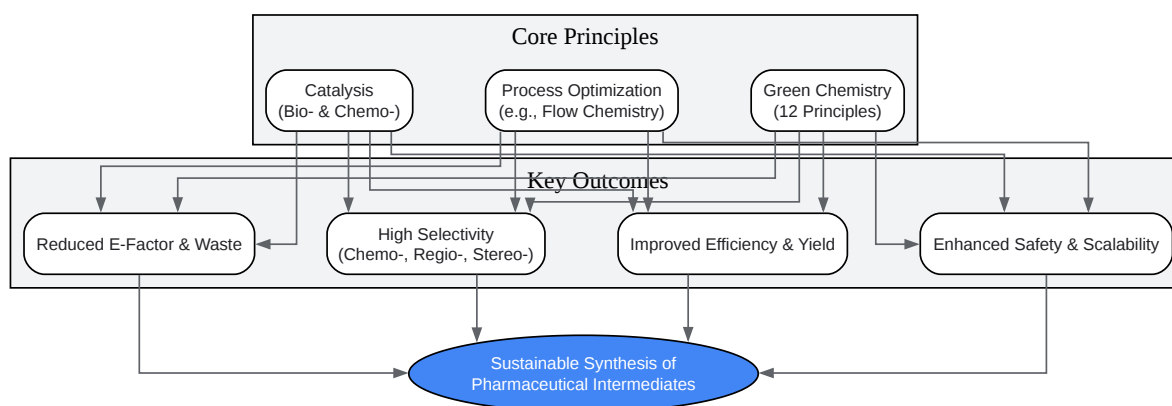 Core Principles
Catalysis
(Bio- & Chemo-)
Process Optimization
(e.g., Flow Chemistry)
Green Chemistry
(12 Principles)
Key Outcomes
Reduced E-Factor & Waste
High Selectivity
(Chemo-, Regio-, Stereo-)
Improved Efficiency & Yield
Enhanced Safety & Scalability
Sustainable Synthesis of
Pharmaceutical Intermediates